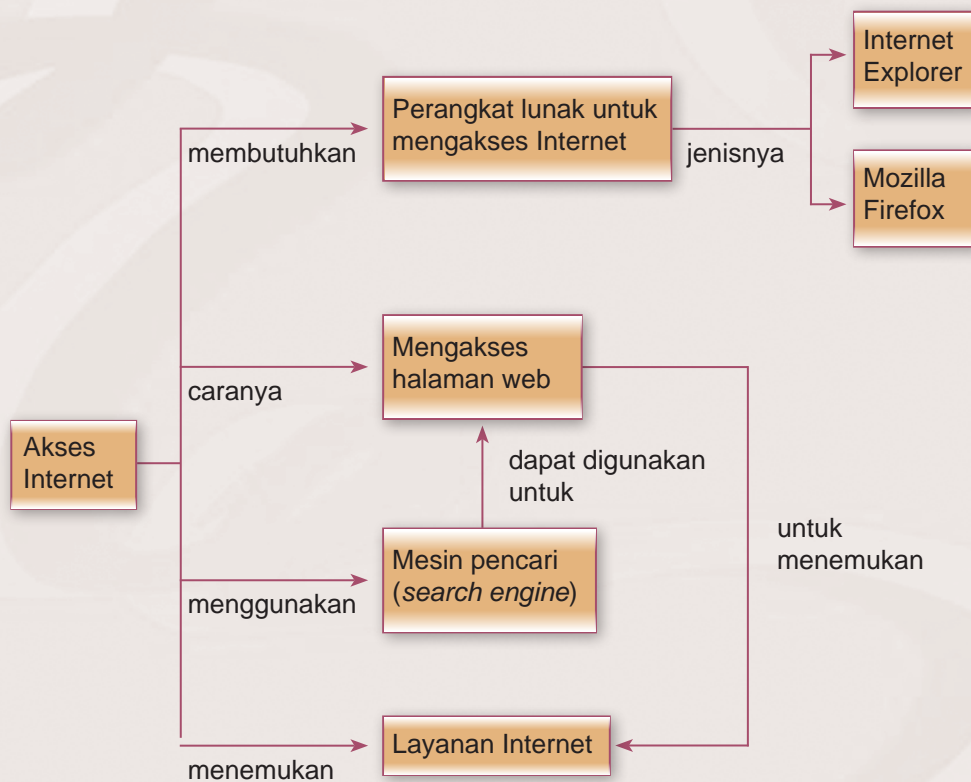 Internet
Explorer
Perangkat lunak untuk
mengakses Internet
membutuhkan
jenisnya
Mozilla
Firefox
Mengakses
halaman web
caranya
Akses
Internet
dapat digunakan
untuk
untuk
menemukan
Mesin pencari
(search engine)
menggunakan
Layanan Internet
menemukan